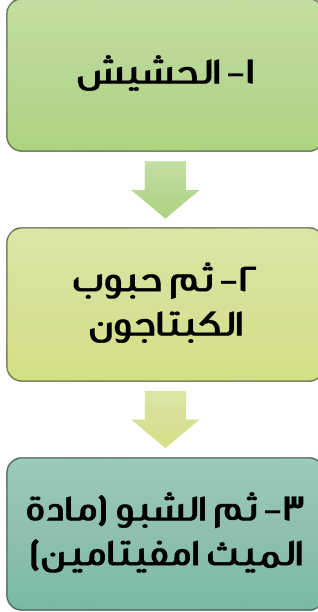 ١- الحشيش
٢- ثم حبوب
الكبتاجون
٣- ثم الشبو (مادة
الميث امفيتامين)